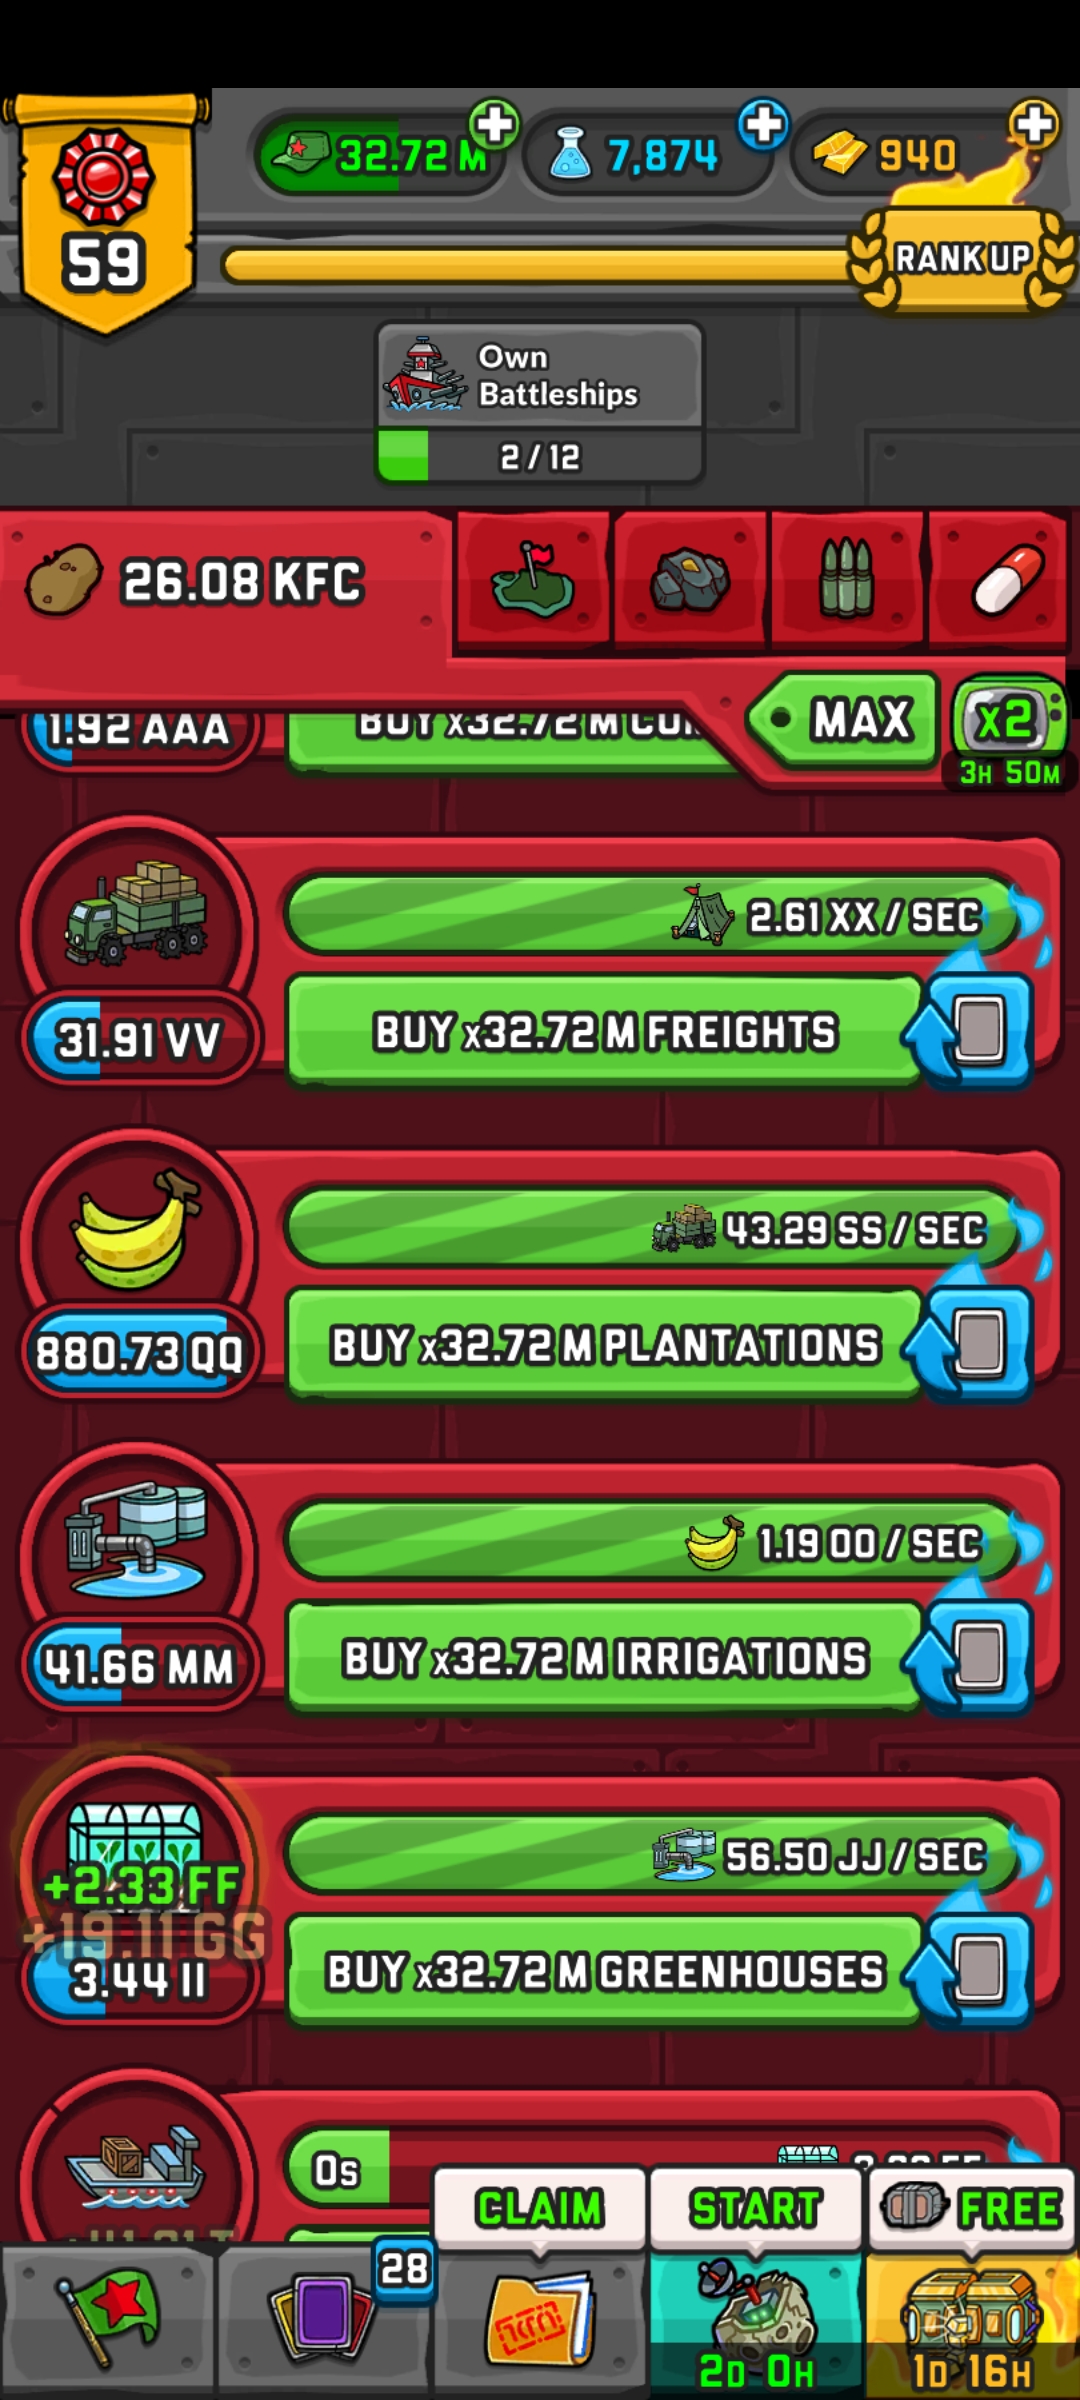 32.72 M
7,874
940
59
RANK UP
Own
Battleships
2 / 12
26.08 KFC
MAX
x2
3H 50M
1.92 AAA
BUY x32.72 M
2.61 XX / SEC
31.91 VV
BUY x32.72 M FREIGHTS
43.29 SS / SEC
880.73 QQ
BUY x32.72 M PLANTATIONS
1.19 OO / SEC
41.66 MM
BUY x32.72 M IRRIGATIONS
56.50 JJ / SEC
+2.33 FF
+19.11 GG
3.44 II
BUY x32.72 M GREENHOUSES
0s
CLAIM
START
FREE
28
2D 0H
1D 16H